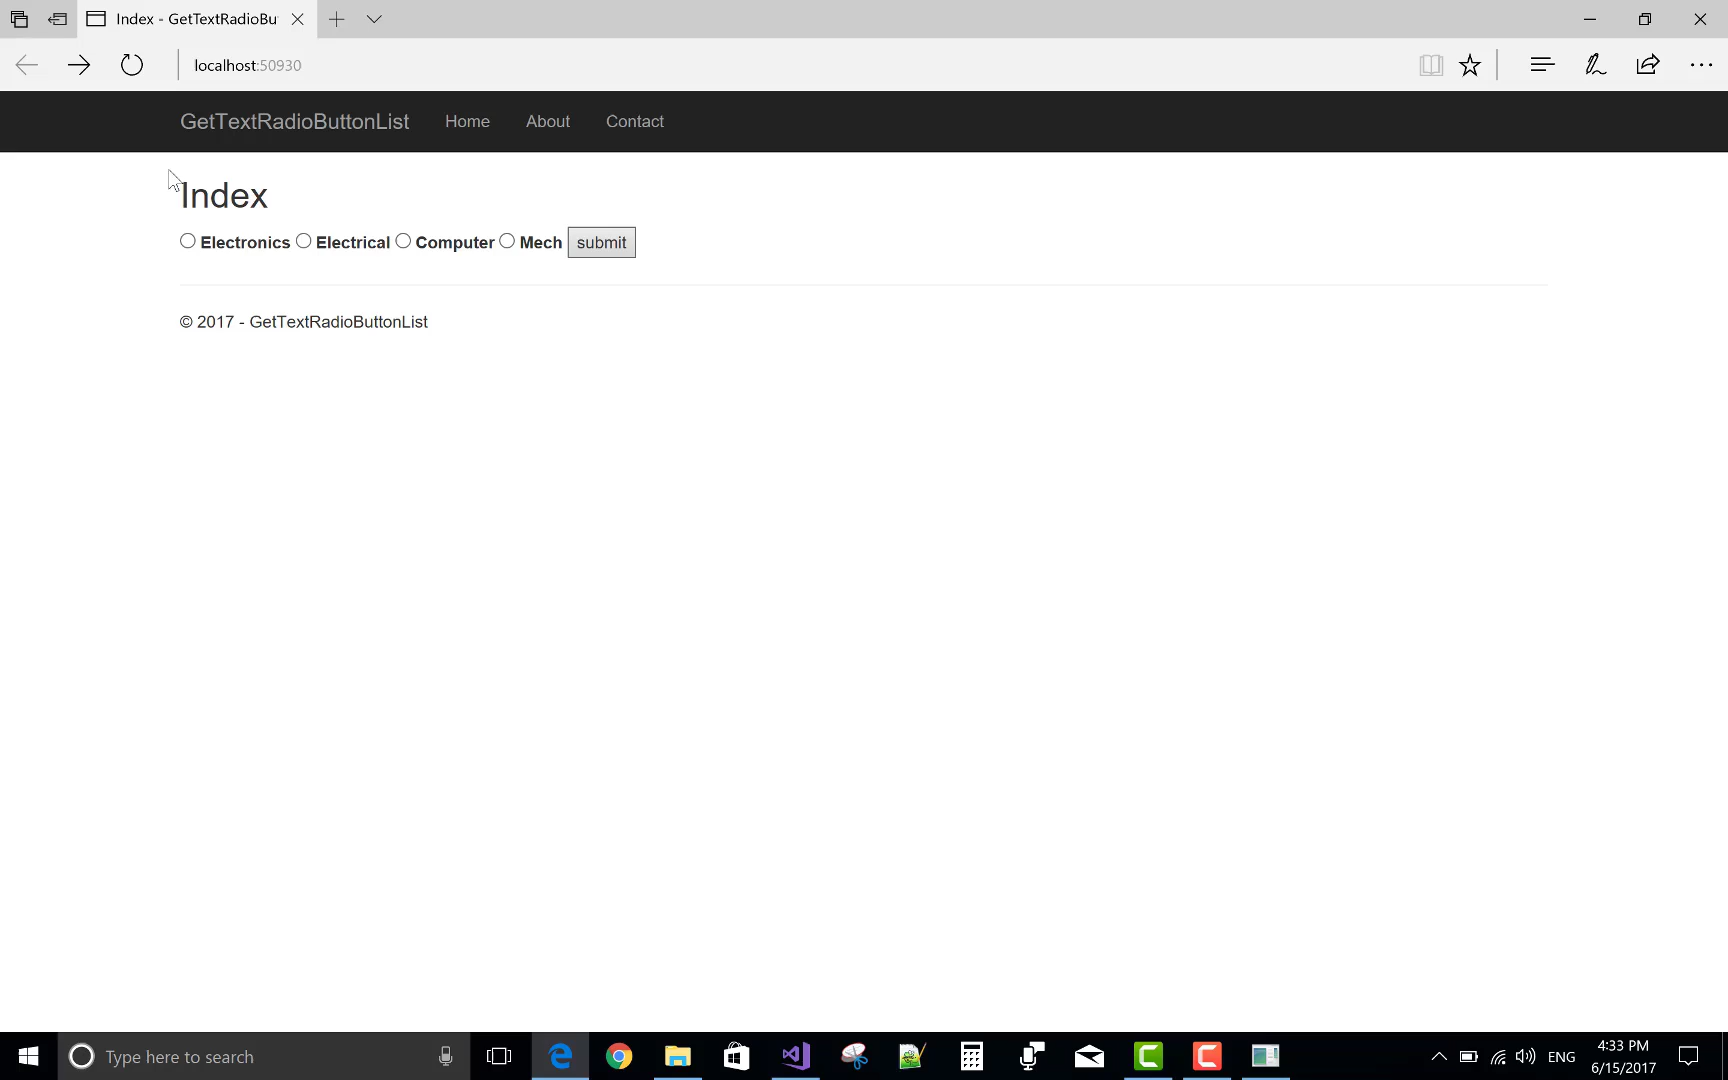 Index - GetTextRadioBu
localhost:50930
GetTextRadioButtonList Home About Contact
Index
Electronics Electrical Computer Mech submit
© 2017 - GetTextRadioButtonList
Type here to search
ENG
4:33 PM
6/15/2017